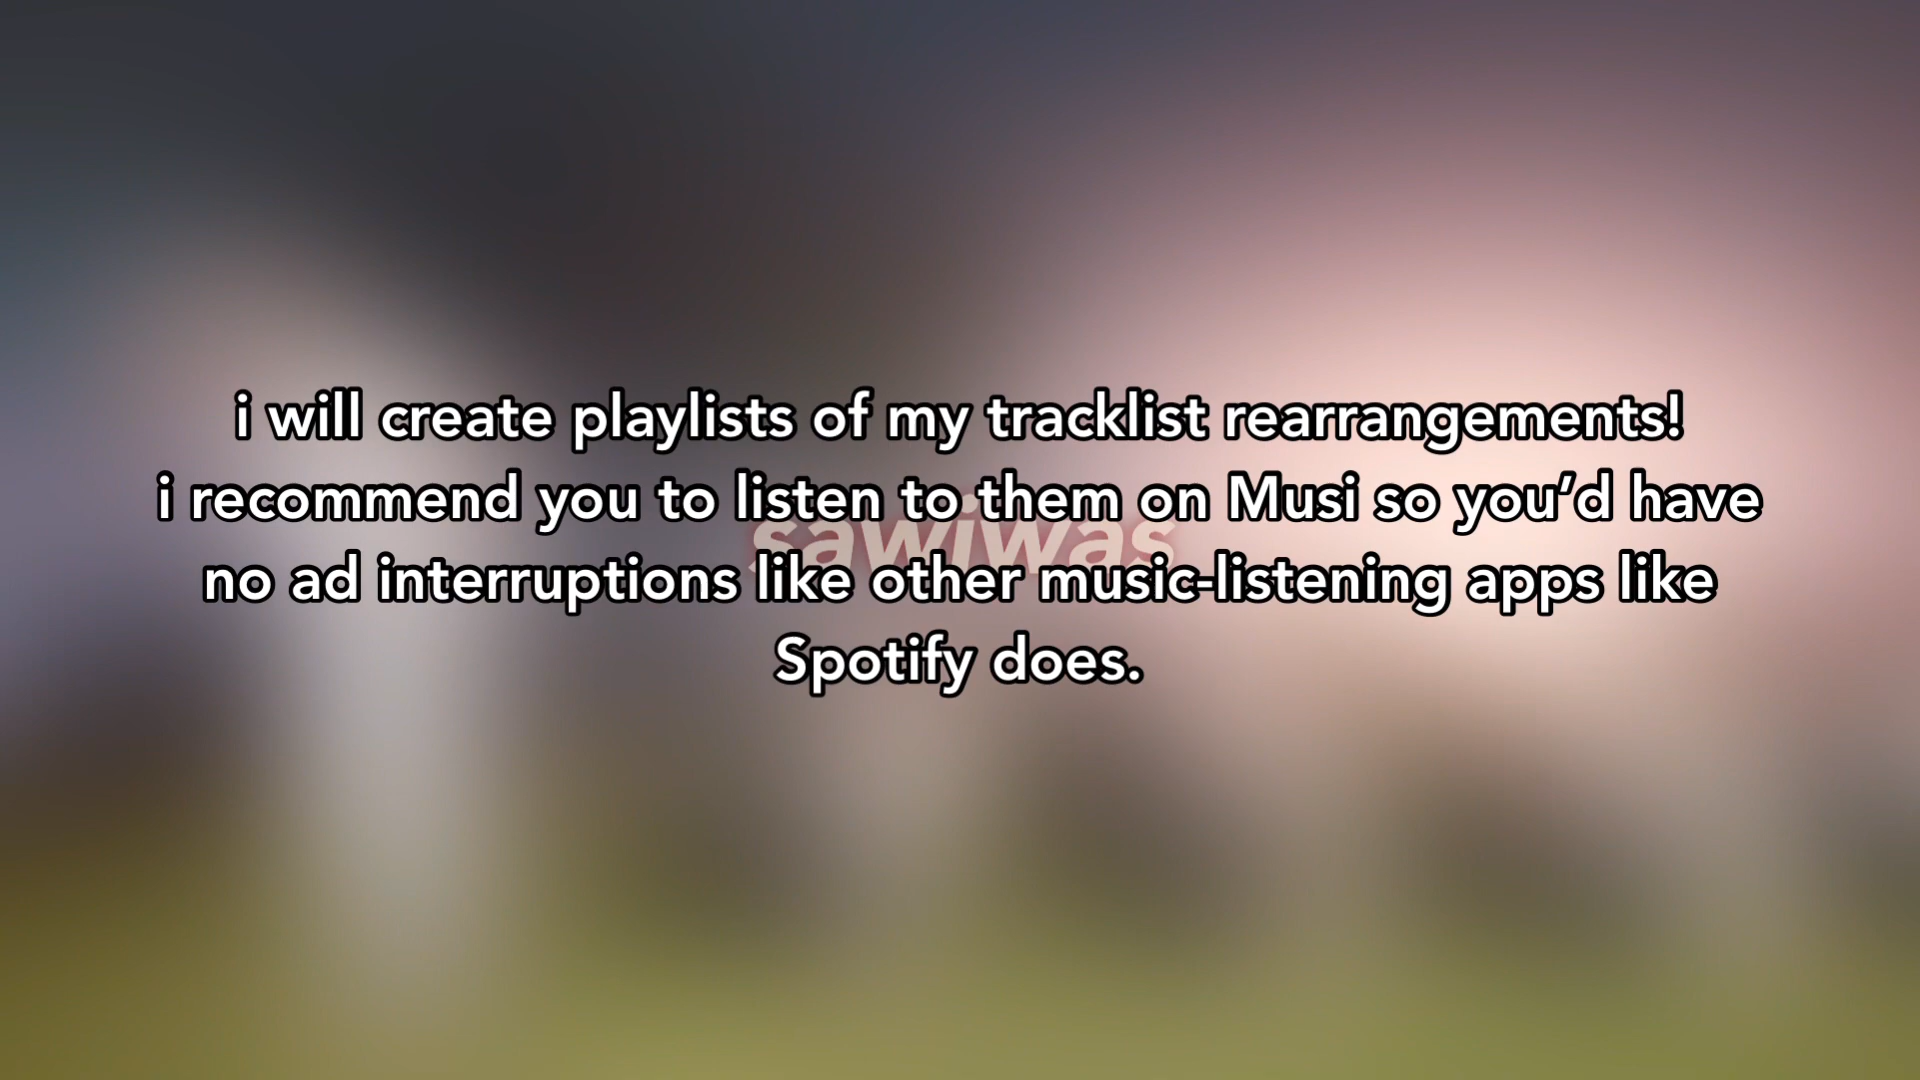 i will create playlists of my tracklist rearrangements!
i recommend you to listen to them on Musi so you’d have
sawiwas
no ad interruptions like other music-listening apps like
Spotify does.